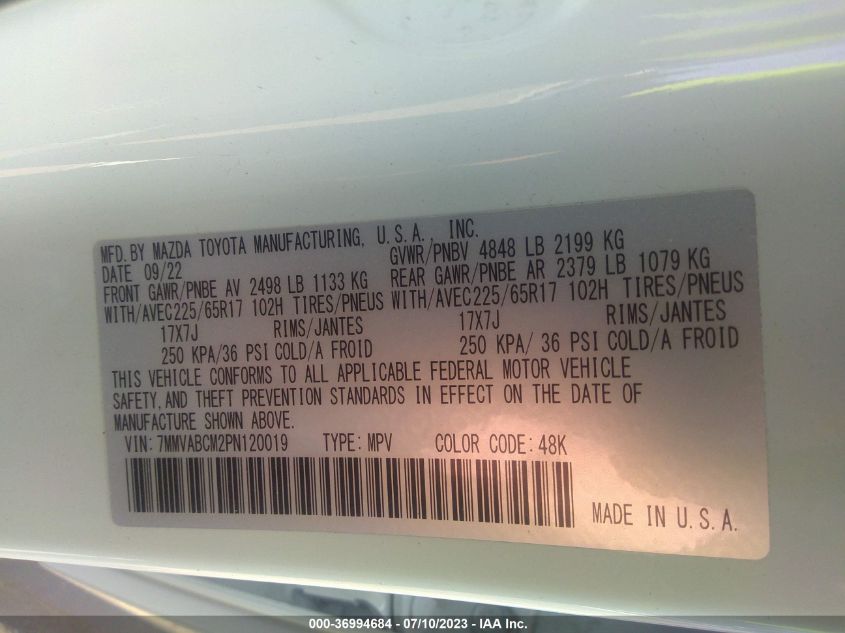 MFD. BY MAZDA TOYOTA MANUFACTURING, U.S.A., INC.
DATE 09/22 GVWR/PNBV 4848 LB 2199 KG
FRONT GAWR/PNBE AV 2498 LB 1133 KG REAR GAWR/PNBE AR 2379 LB 1079 KG
WITH/AVEC225/65R17 102H TIRES/PNEUS WITH/AVEC225/65R17 102H TIRES/PNEUS
17X7J RIMS/JANTES 17X7J RIMS/JANTES
250 KPA/36 PSI COLD/A FROID 250 KPA/ 36 PSI COLD/A FROID
THIS VEHICLE CONFORMS TO ALL APPLICABLE FEDERAL MOTOR VEHICLE
SAFETY, AND THEFT PREVENTION STANDARDS IN EFFECT ON THE DATE OF
MANUFACTURE SHOWN ABOVE.
VIN: 7MMVABCM2PN120019 TYPE: MPV COLOR CODE: 48K
MADE IN U.S.A.
000-36994684 / 07/10/2023 - IAA Inc.